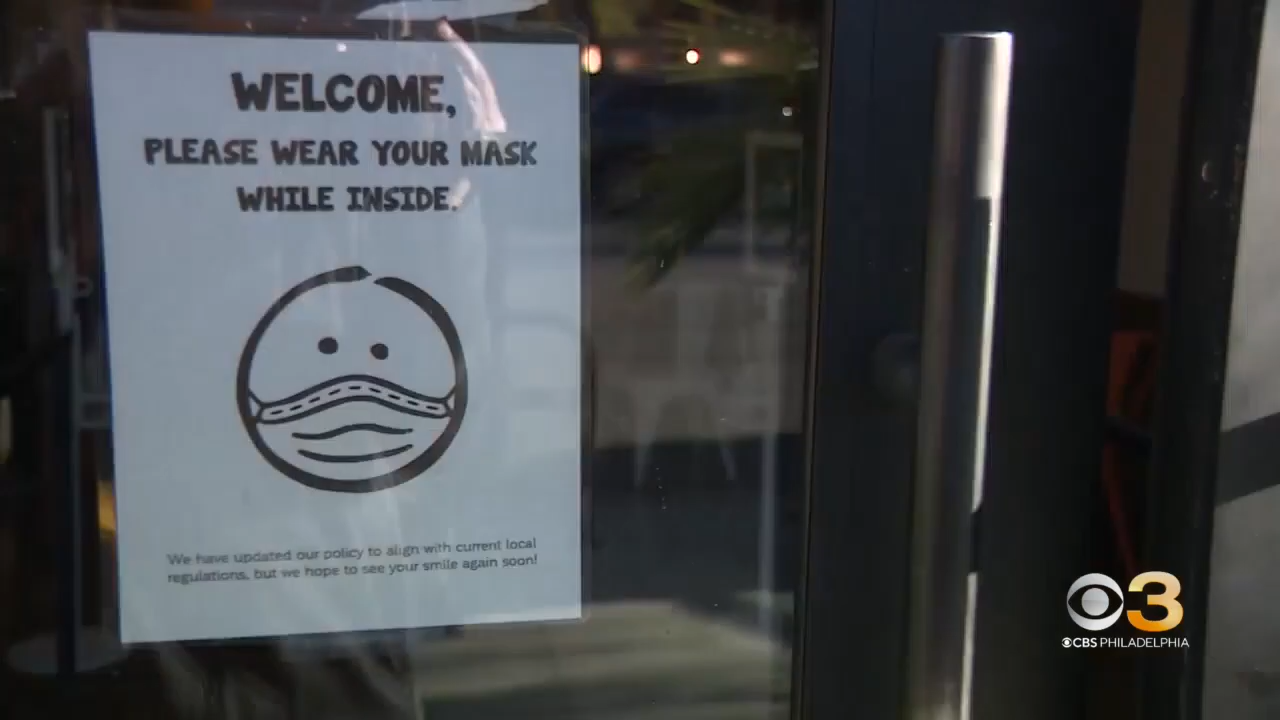 WELCOME,
PLEASE WEAR YOUR MASK
WHILE INSIDE.
We have updated our policy to align with current local
regulations, but we hope to see your smile again soon!
3
CBS PHILADELPHIA